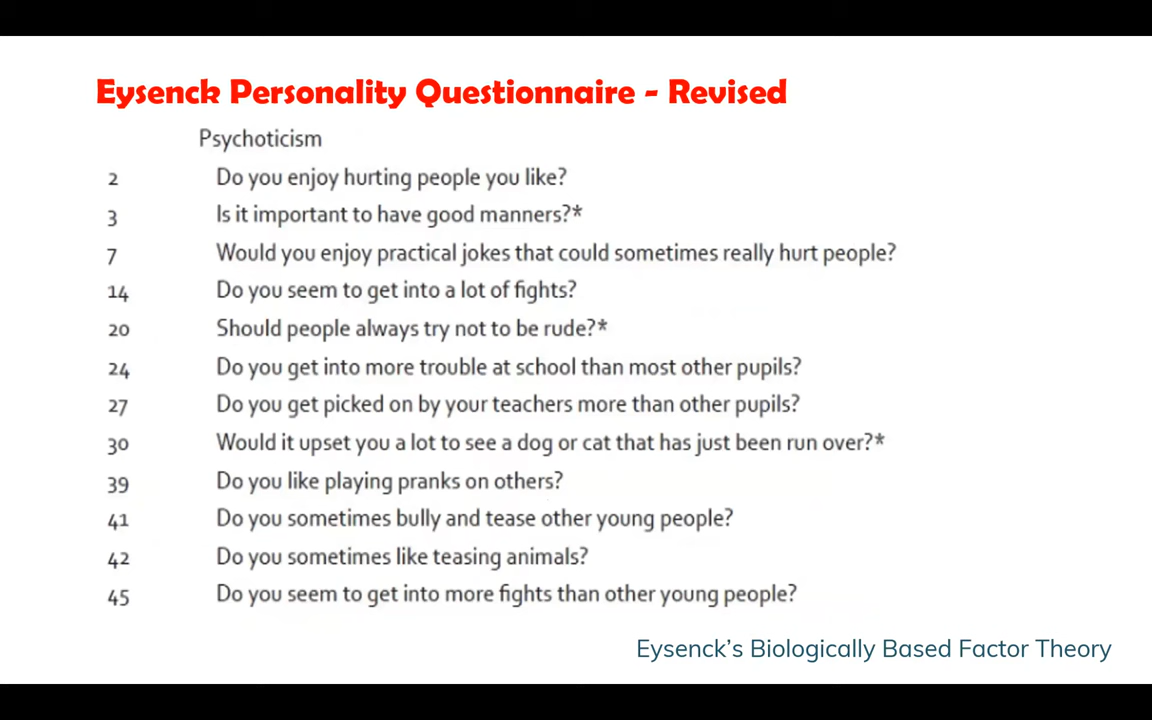 Eysenck Personality Questionnaire - Revised
Psychoticism
2 Do you enjoy hurting people you like?
3 Is it important to have good manners?*
7 Would you enjoy practical jokes that could sometimes really hurt people?
14 Do you seem to get into a lot of fights?
20 Should people always try not to be rude?*
24 Do you get into more trouble at school than most other pupils?
27 Do you get picked on by your teachers more than other pupils?
30 Would it upset you a lot to see a dog or cat that has just been run over?*
39 Do you like playing pranks on others?
41 Do you sometimes bully and tease other young people?
42 Do you sometimes like teasing animals?
45 Do you seem to get into more fights than other young people?
Eysenck's Biologically Based Factor Theory